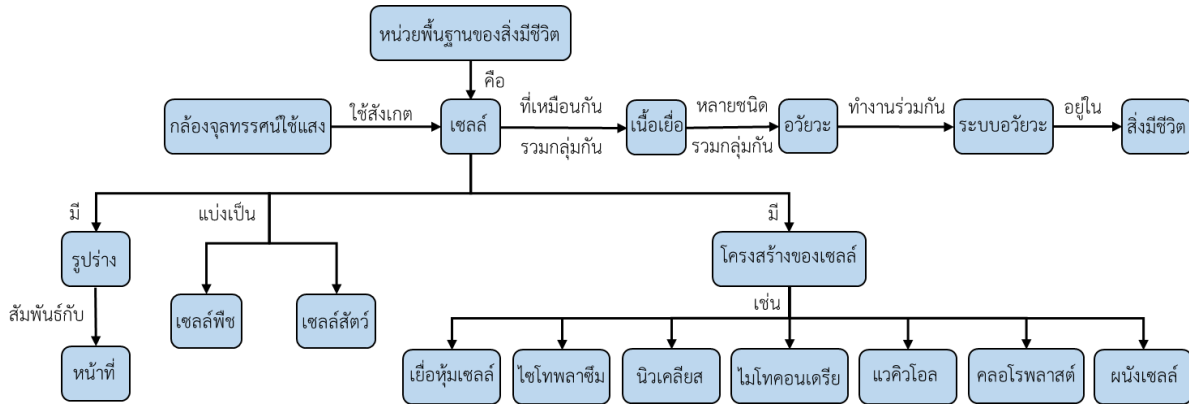 หน่วยพื้นฐานของสิ่งมีชีวิต
คือ
กล้องจุลทรรศน์ใช้แสง
ใช้สังเกต
เซลล์
ที่เหมือนกัน
รวมกลุ่มกัน
เนื้อเยื่อ
หลายชนิด
รวมกลุ่มกัน
อวัยวะ
ทำงานร่วมกัน
ระบบอวัยวะ
อยู่ใน
สิ่งมีชีวิต
มี
แบ่งเป็น
มี
รูปร่าง
โครงสร้างของเซลล์
สัมพันธ์กับ
เซลล์พืช
เซลล์สัตว์
เช่น
หน้าที่
เยื่อหุ้มเซลล์
ไซโทพลาซึม
นิวเคลียส
ไมโทคอนเดรีย
แวคิวโอล
คลอโรพลาสต์
ผนังเซลล์